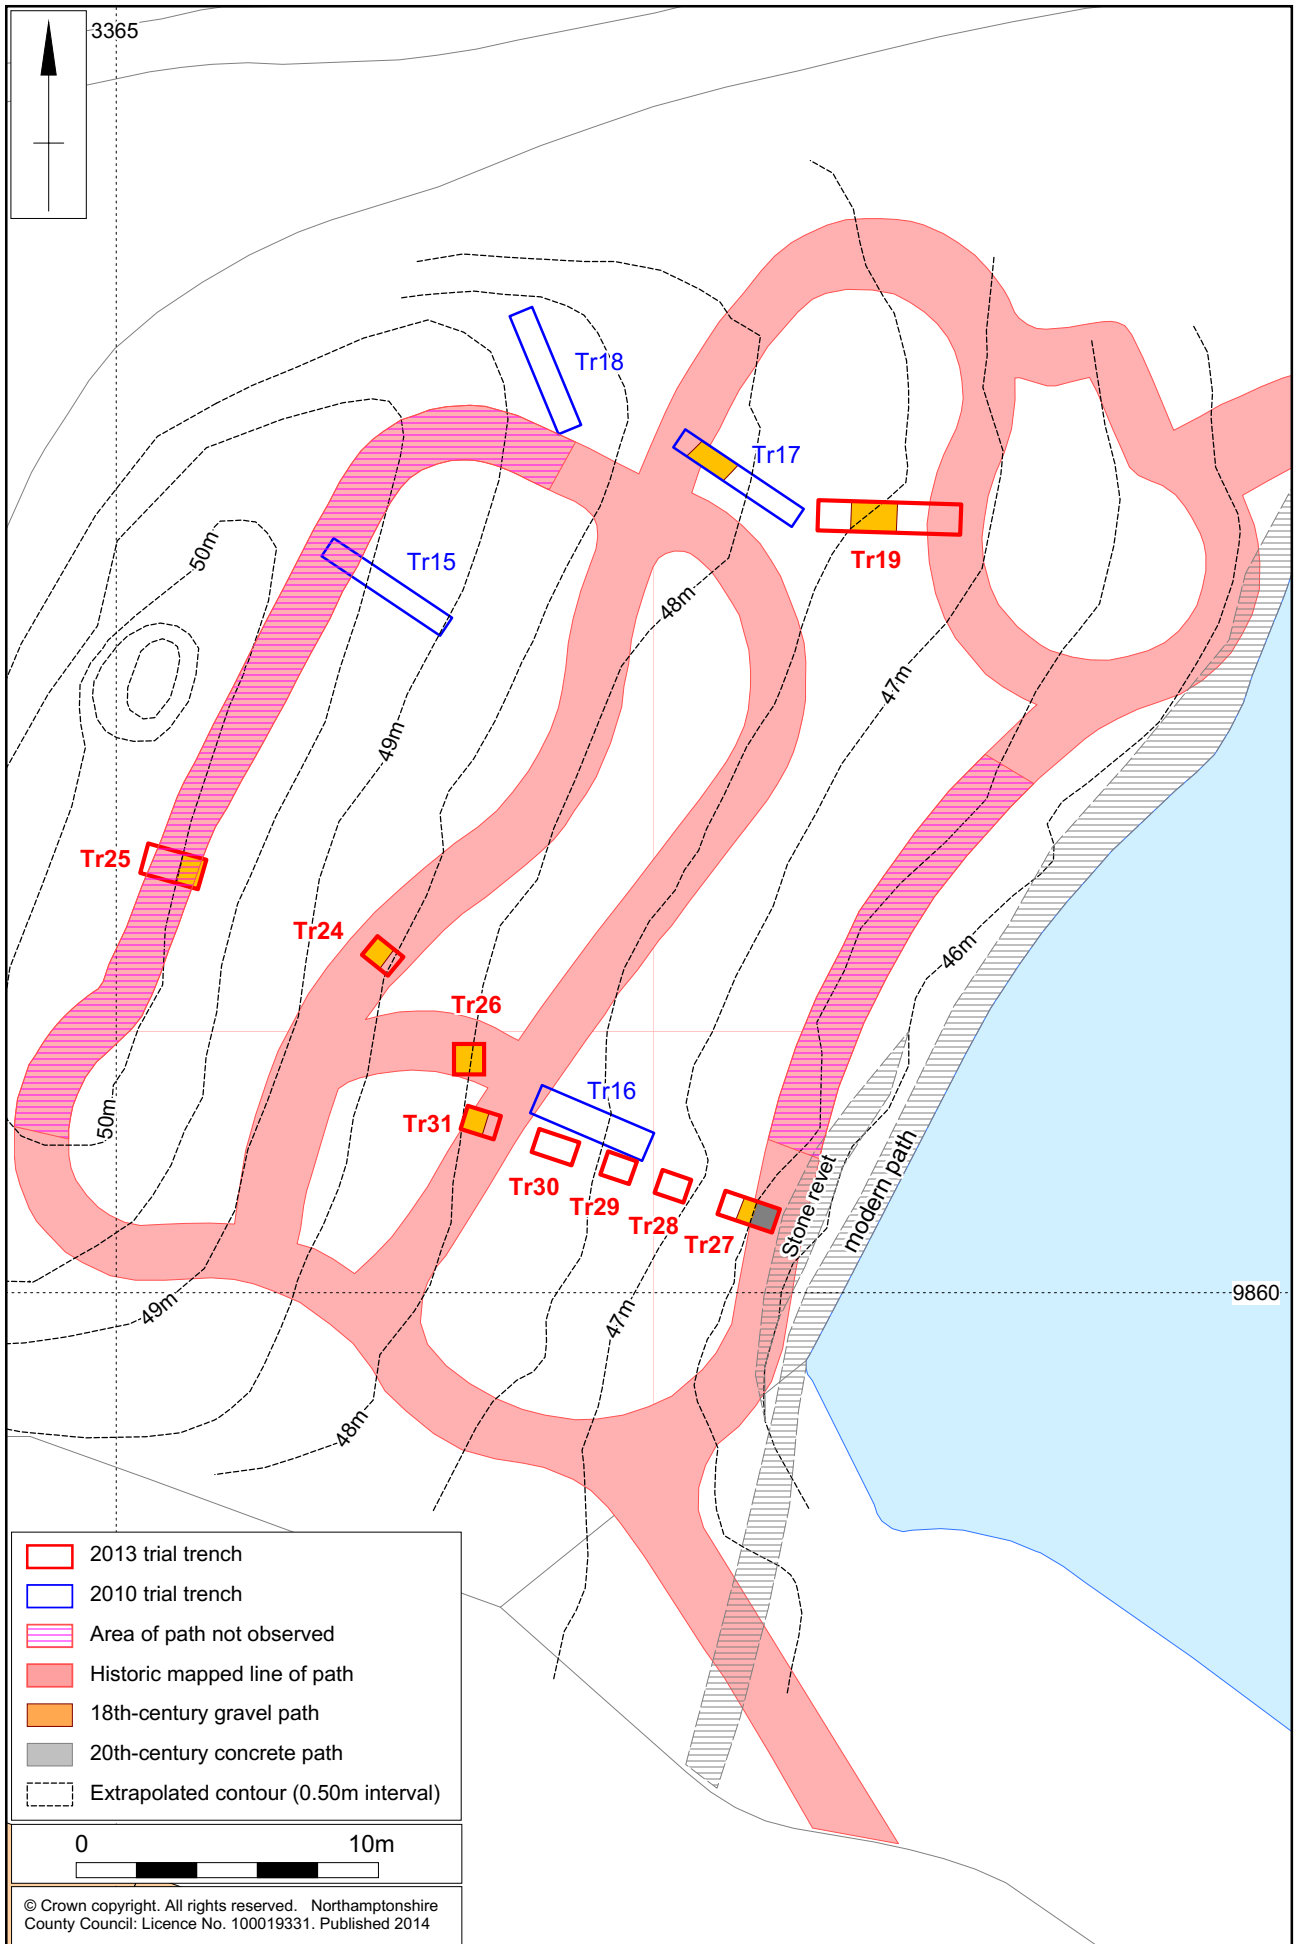 3365
Tr18
Tr17
Tr19
50m
Tr15
48m
47m
49m
Tr25
Tr24
46m
Tr26
Tr16
50m
Tr31
Tr30
Tr29
Tr28
Tr27
Stone revet
modern path
9860
49m
47m
48m
2013 trial trench
2010 trial trench
Area of path not observed
Historic mapped line of path
18th-century gravel path
20th-century concrete path
Extrapolated contour (0.50m interval)
0 10m
© Crown copyright. All rights reserved. Northamptonshire
County Council: Licence No. 100019331. Published 2014